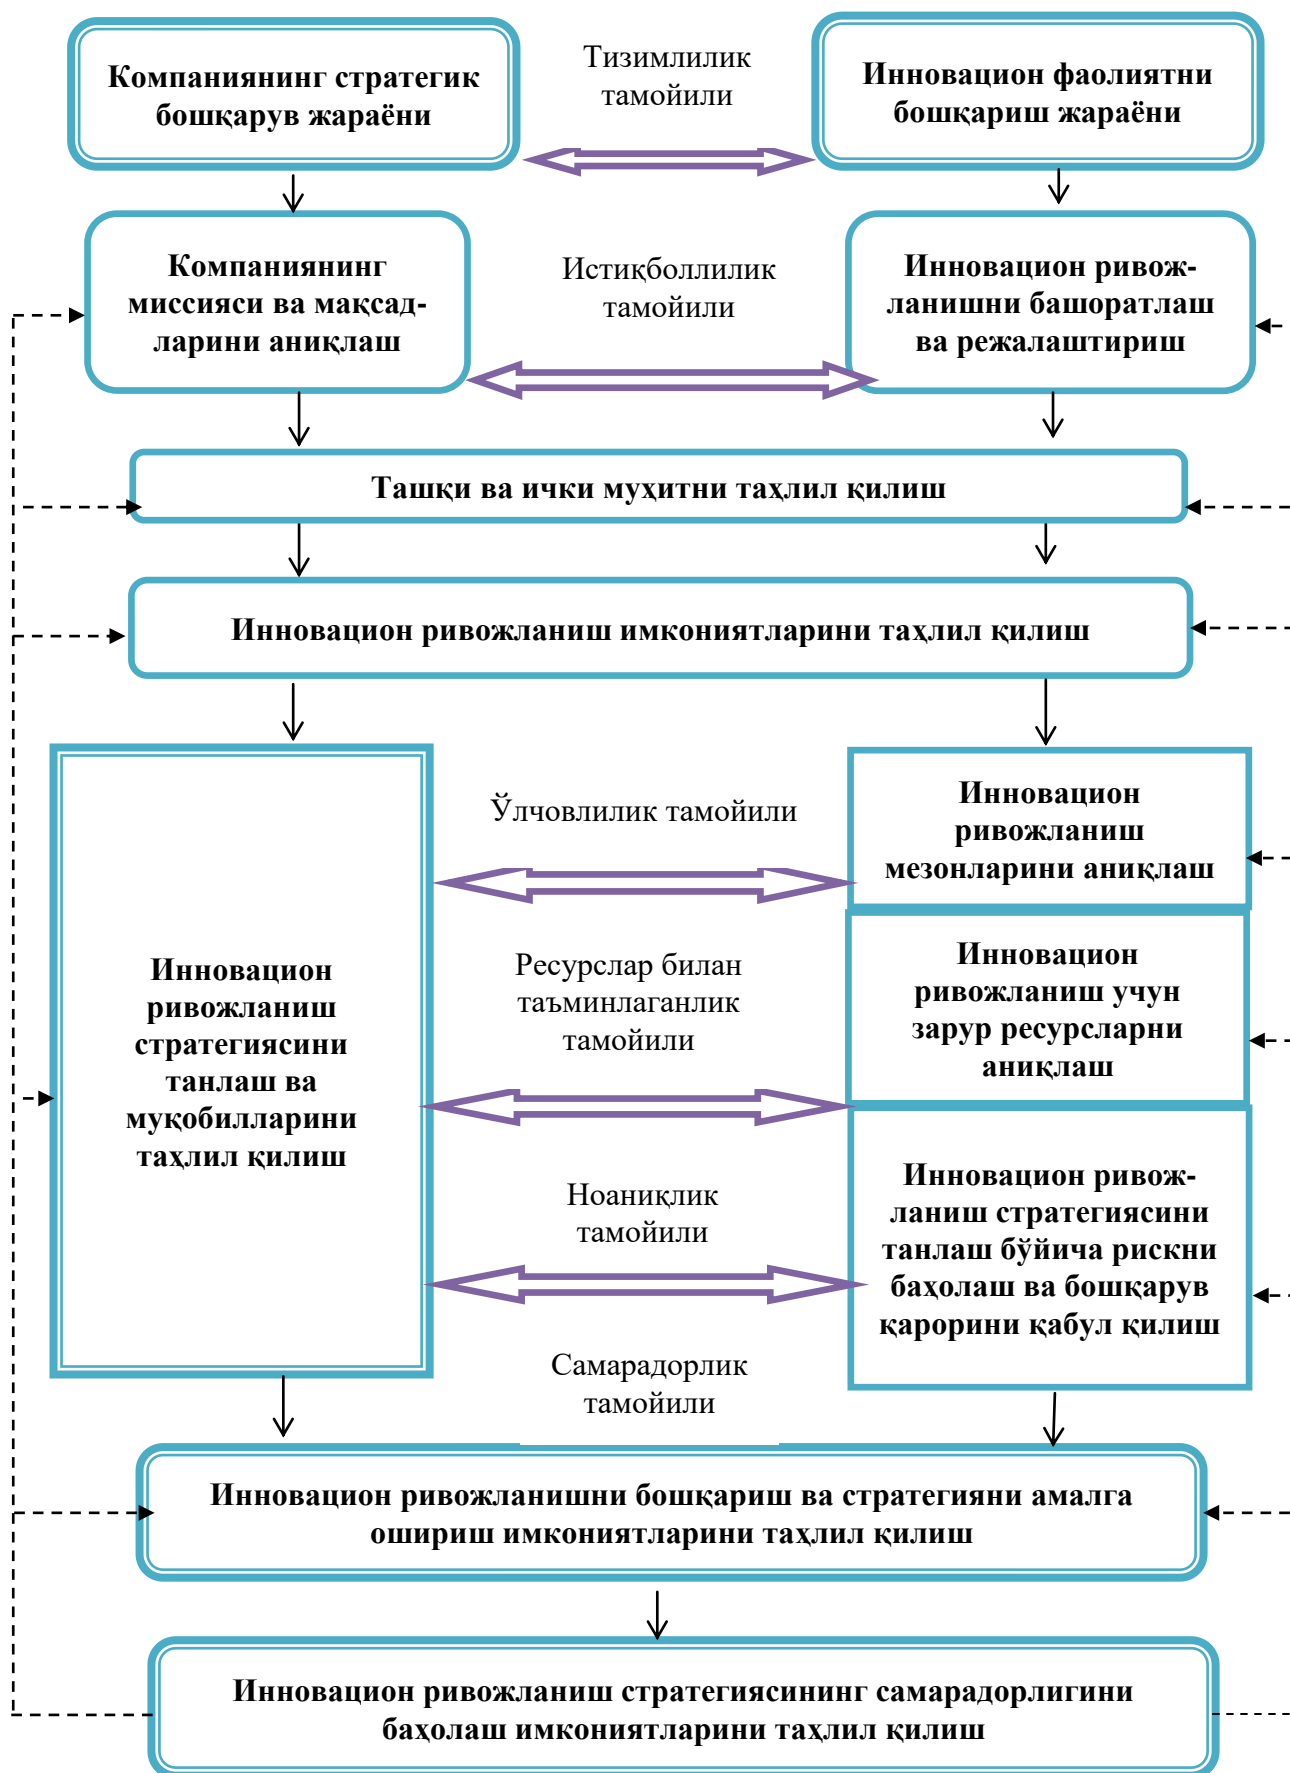 Компаниянинг стратегик
бошқарув жараёни
Тизимлилик
тамойили
Инновацион фаолиятни
бошқариш жараёни
Компаниянинг
миссияси ва мақсад-
ларини аниқлаш
Истиқболлилик
тамойили
Инновацион ривож-
ланишни башоратлаш
ва режалаштириш
Ташқи ва ички муҳитни таҳлил қилиш
Инновацион ривожланиш имкониятларини таҳлил қилиш
Инновацион
ривожланиш
стратегиясини
танлаш ва
муқобилларини
таҳлил қилиш
Ўлчовлилик тамойили
Инновацион
ривожланиш
мезонларини аниқлаш
Ресурслар билан
таъминлаганлик
тамойили
Инновацион
ривожланиш учун
зарур ресурсларни
аниқлаш
Ноаниқлик
тамойили
Инновацион ривож-
ланиш стратегиясини
танлаш бўйича рискни
баҳолаш ва бошқарув
қарорини қабул қилиш
Самарадорлик
тамойили
Инновацион ривожланишни бошқариш ва стратегияни амалга
ошириш имкониятларини таҳлил қилиш
Инновацион ривожланиш стратегиясининг самарадорлигини
баҳолаш имкониятларини таҳлил қилиш